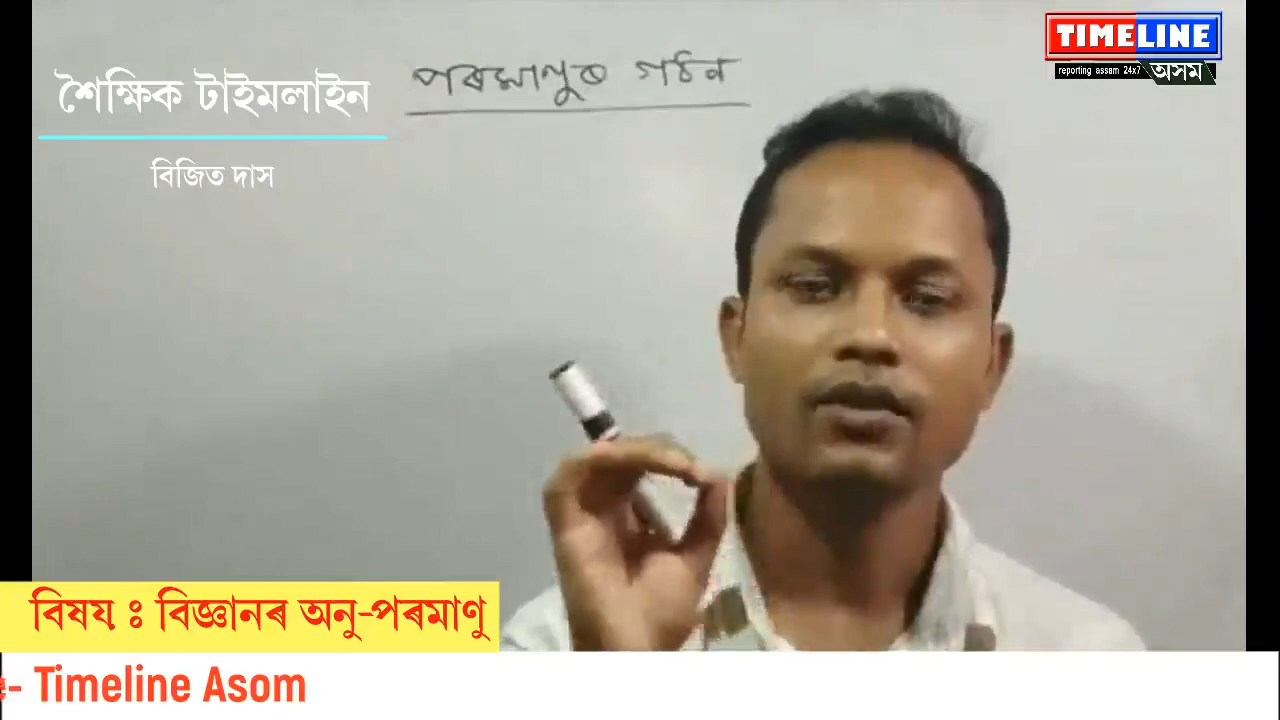 TIMELINE
reporting assam 24x7 অসম
শৈক্ষিক টাইমলাইন
পৰমাণুৰ গঠন
বিজিত দাস
বিষয় ঃ বিজ্ঞানৰ অনু-পৰমাণু
- Timeline Asom